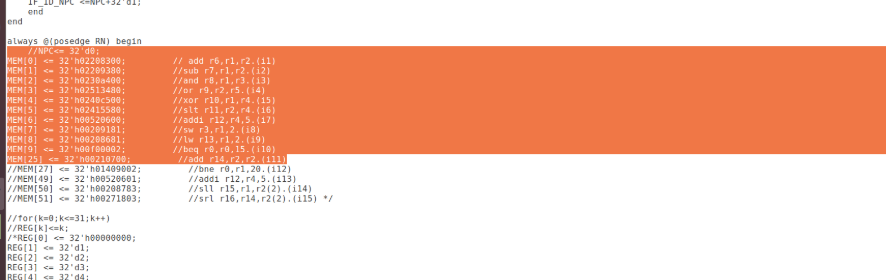 IF_ID_NPC <=NPC+32'd1;
end
end
always @(posedge RN) begin
//NPC<= 32'd0;
MEM[0] <= 32'h02208300; // add r6,r1,r2.(i1)
MEM[1] <= 32'h02209380; //sub r7,r1,r2.(i2)
MEM[2] <= 32'h0230a400; //and r8,r1,r3.(i3)
MEM[3] <= 32'h02513480; //or r9,r2,r5.(i4)
MEM[4] <= 32'h0240c500; //xor r10,r1,r4.(i5)
MEM[5] <= 32'h02415580; //slt r11,r2,r4.(i6)
MEM[6] <= 32'h00520600; //addi r12,r4,5.(i7)
MEM[7] <= 32'h00209181; //sw r3,r1,2.(i8)
MEM[8] <= 32'h00208681; //lw r13,r1,2.(i9)
MEM[9] <= 32'h00f00002; //beq r0,r0,15.(i10)
MEM[25] <= 32'h00210700; //add r14,r2,r2.(i11)
//MEM[27] <= 32'h01409002; //bne r0,r1,20.(i12)
//MEM[49] <= 32'h00520601; //addi r12,r4,5.(i13)
//MEM[50] <= 32'h00208783; //sll r15,r1,r2(2).(i14)
//MEM[51] <= 32'h00271803; //srl r16,r14,r2(2).(i15) */
//for(k=0;k<=31;k++)
//REG[k]<=k;
/*REG[0] <= 32'h00000000;
REG[1] <= 32'd1;
REG[2] <= 32'd2;
REG[3] <= 32'd3;
REG[4] <= 32'd4;